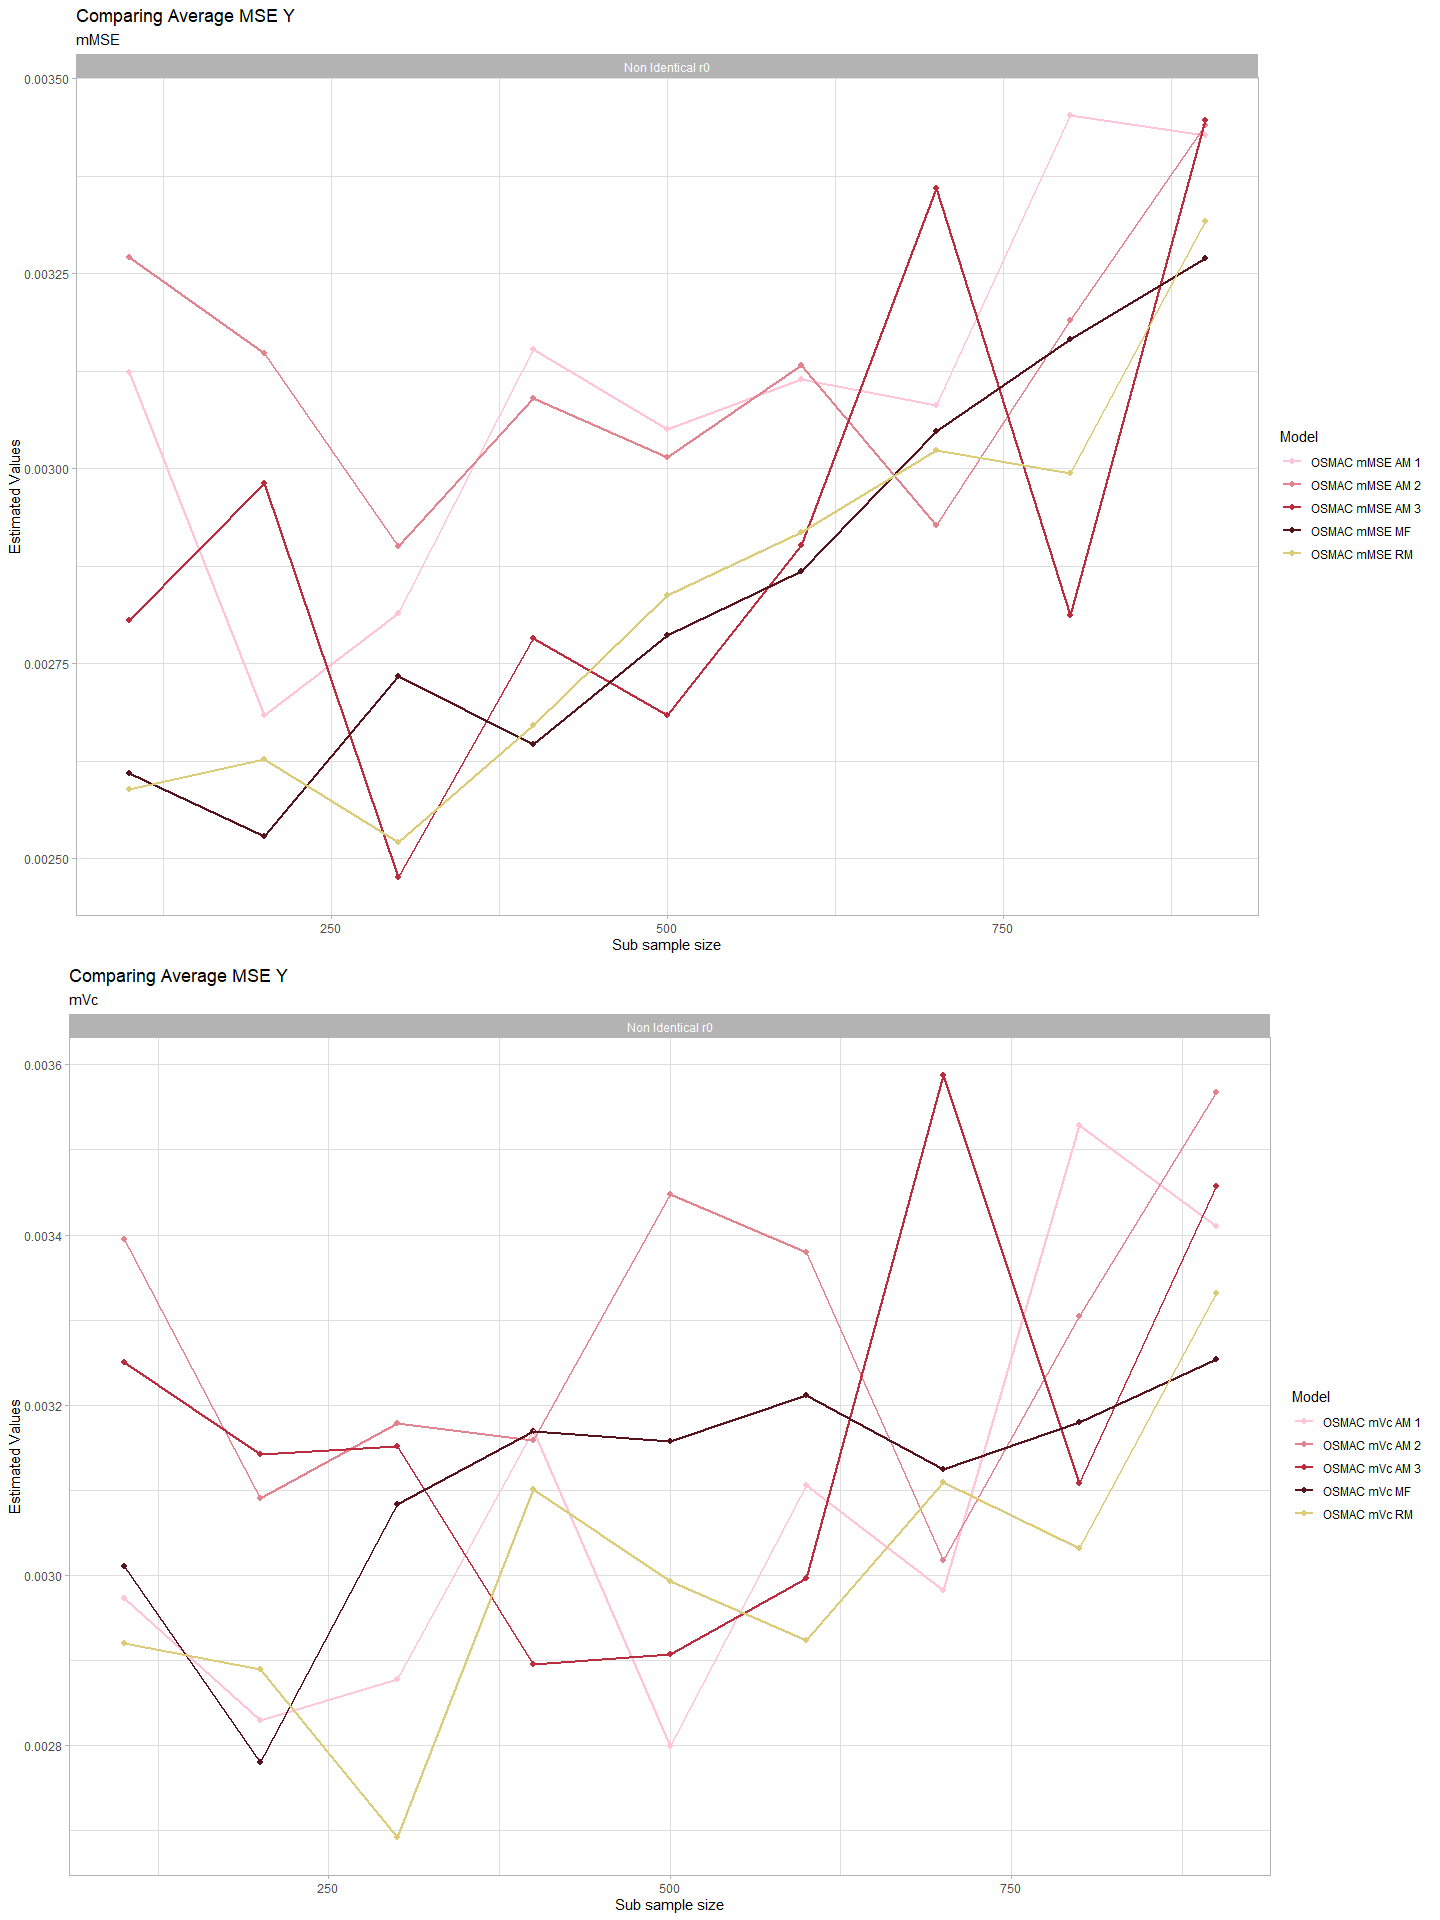 Comparing Average MSE Y
mMSE
Non Identical r0
0.00350
0.00325
0.00300
0.00275
0.00250
Estimated Values
250
500
750
Sub sample size
Model
OSMAC mMSE AM 1
OSMAC mMSE AM 2
OSMAC mMSE AM 3
OSMAC mMSE MF
OSMAC mMSE RM
Comparing Average MSE Y
mVc
Non Identical r0
0.0036
0.0034
0.0032
0.0030
0.0028
Estimated Values
250
500
750
Sub sample size
Model
OSMAC mVc AM 1
OSMAC mVc AM 2
OSMAC mVc AM 3
OSMAC mVc MF
OSMAC mVc RM